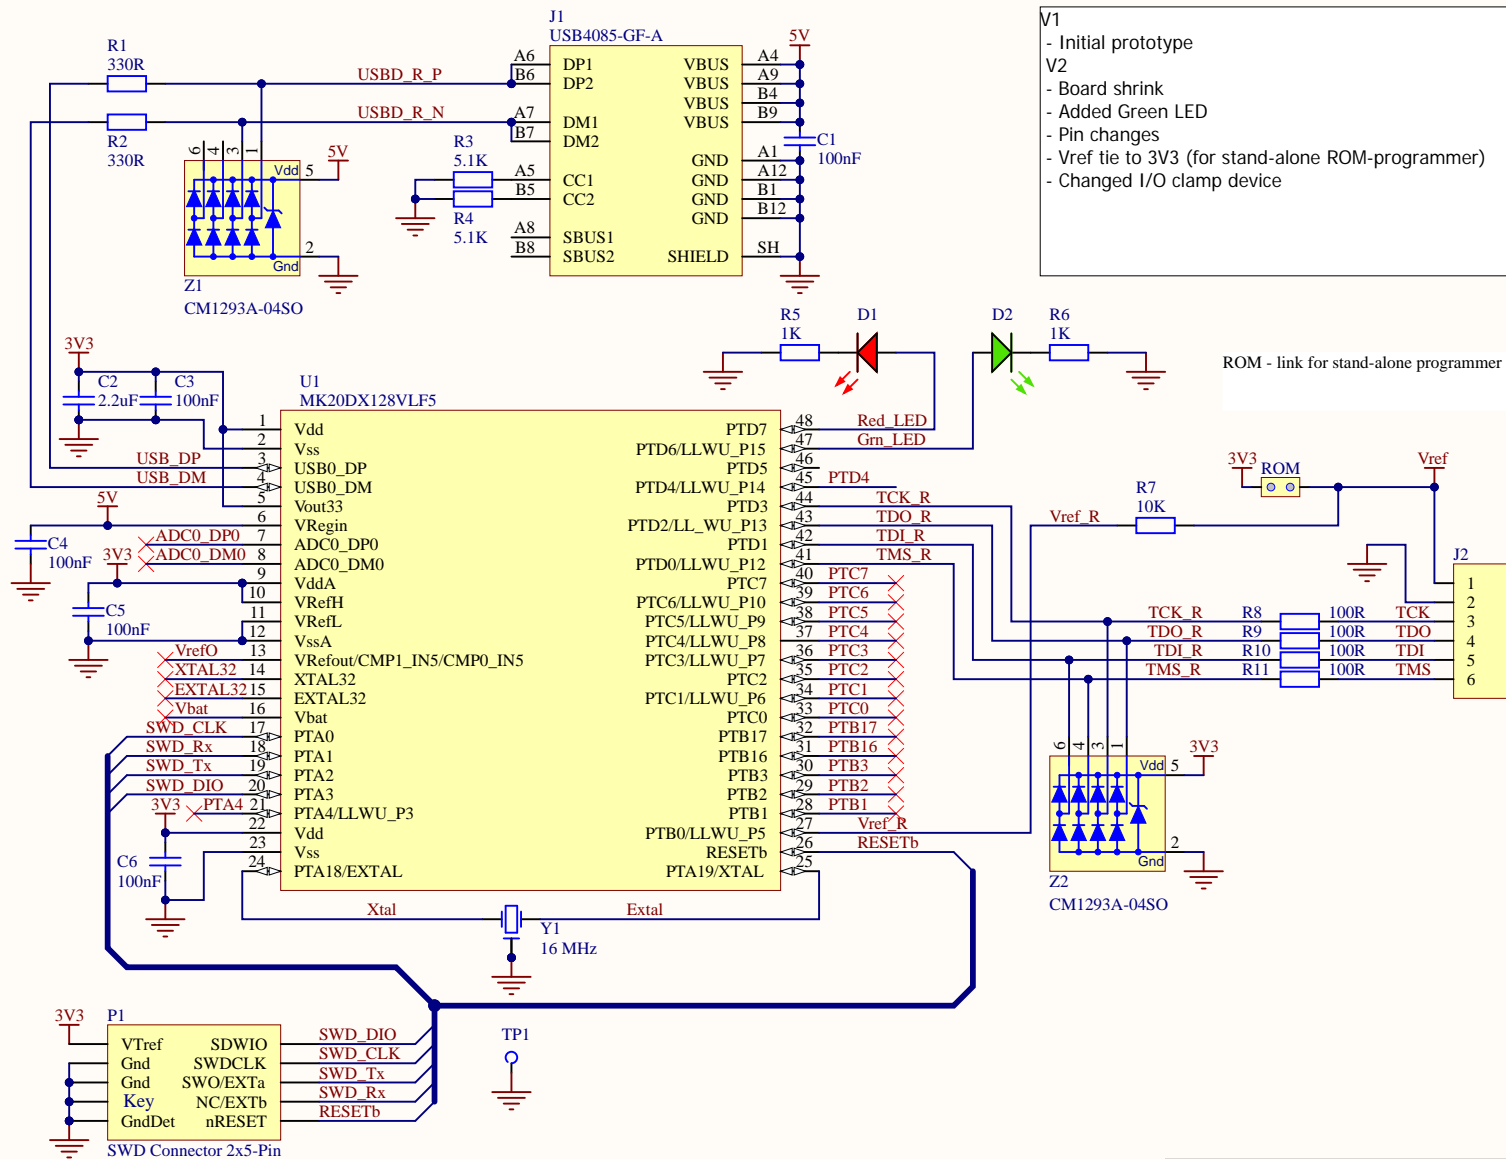 J1
USB4085-GF-A
R1
330R
USBD_R_P
R2
330R
USBD_R_N
A6 DP1
B6 DP2
A7 DM1
B7 DM2
A5 CC1
B5 CC2
A8 SBUS1
B8 SBUS2
VBUS A4
VBUS A9
VBUS B4
VBUS B9
GND A1
GND A12
GND B1
GND B12
SHIELD SH
5V
C1
100nF
R3
5.1K
R4
5.1K
6 4 3 1
Vdd 5
5V
2
Gnd
Z1
CM1293A-04SO
V1
- Initial prototype
V2
- Board shrink
- Added Green LED
- Pin changes
- Vref tie to 3V3 (for stand-alone ROM-programmer)
- Changed I/O clamp device
R5
1K
D1
D2
R6
1K
ROM - link for stand-alone programmer
3V3
C2
2.2uF
C3
100nF
U1
MK20DX128VLF5
1 Vdd
2 Vss
USB_DP 3 USB0_DP
USB_DM 4 USB0_DM
5 Vout33
5V
6 VRegin
ADC0_DP0 7 ADC0_DP0
ADC0_DM0 8 ADC0_DM0
C4
100nF
3V3
9 VddA
10 VRefH
11 VRefL
12 VssA
C5
100nF
VrefO 13 VRefout/CMP1_IN5/CMP0_IN5
XTAL32 14 XTAL32
EXTAL32 15 EXTAL32
Vbat 16 Vbat
SWD_CLK 17 PTA0
SWD_Rx 18 PTA1
SWD_Tx 19 PTA2
SWD_DIO 20 PTA3
3V3
PTA4 21 PTA4/LLWU_P3
22 Vdd
23 Vss
24 PTA18/EXTAL
C6
100nF
PTD7 48 Red_LED
PTD6/LLWU_P15 47 Grn_LED
PTD5 46
PTD4/LLWU_P14 45 PTD4
PTD3 44 TCK_R
PTD2/LL_WU_P13 43 TDO_R
PTD1 42 TDI_R
PTD0/LLWU_P12 41 TMS_R
PTC7 40 PTC7
PTC6/LLWU_P10 39 PTC6
PTC5/LLWU_P9 38 PTC5
PTC4/LLWU_P8 37 PTC4
PTC3/LLWU_P7 36 PTC3
PTC2 35 PTC2
PTC1/LLWU_P6 34 PTC1
PTC0 33 PTC0
PTB17 32 PTB17
PTB16 31 PTB16
PTB3 30 PTB3
PTB2 29 PTB2
PTB1 28 PTB1
PTB0/LLWU_P5 27 Vref_R
RESETb 26 RESETb
PTA19/XTAL 25
Xtal
Extal
Y1
16 MHz
3V3
ROM
Vref
R7
10K
Vref_R
J2
1
2
TCK_R R8 100R TCK 3
TDO_R R9 100R TDO 4
TDI_R R10 100R TDI 5
TMS_R R11 100R TMS 6
6 4 3 1
Vdd 5
3V3
2
Gnd
Z2
CM1293A-04SO
3V3
P1
VTref SDWIO SWD_DIO
Gnd SWDCLK SWD_CLK
Gnd SWO/EXTa SWD_Tx
Key NC/EXTb SWD_Rx
GndDet nRESET RESETb
SWD Connector 2x5-Pin
TP1